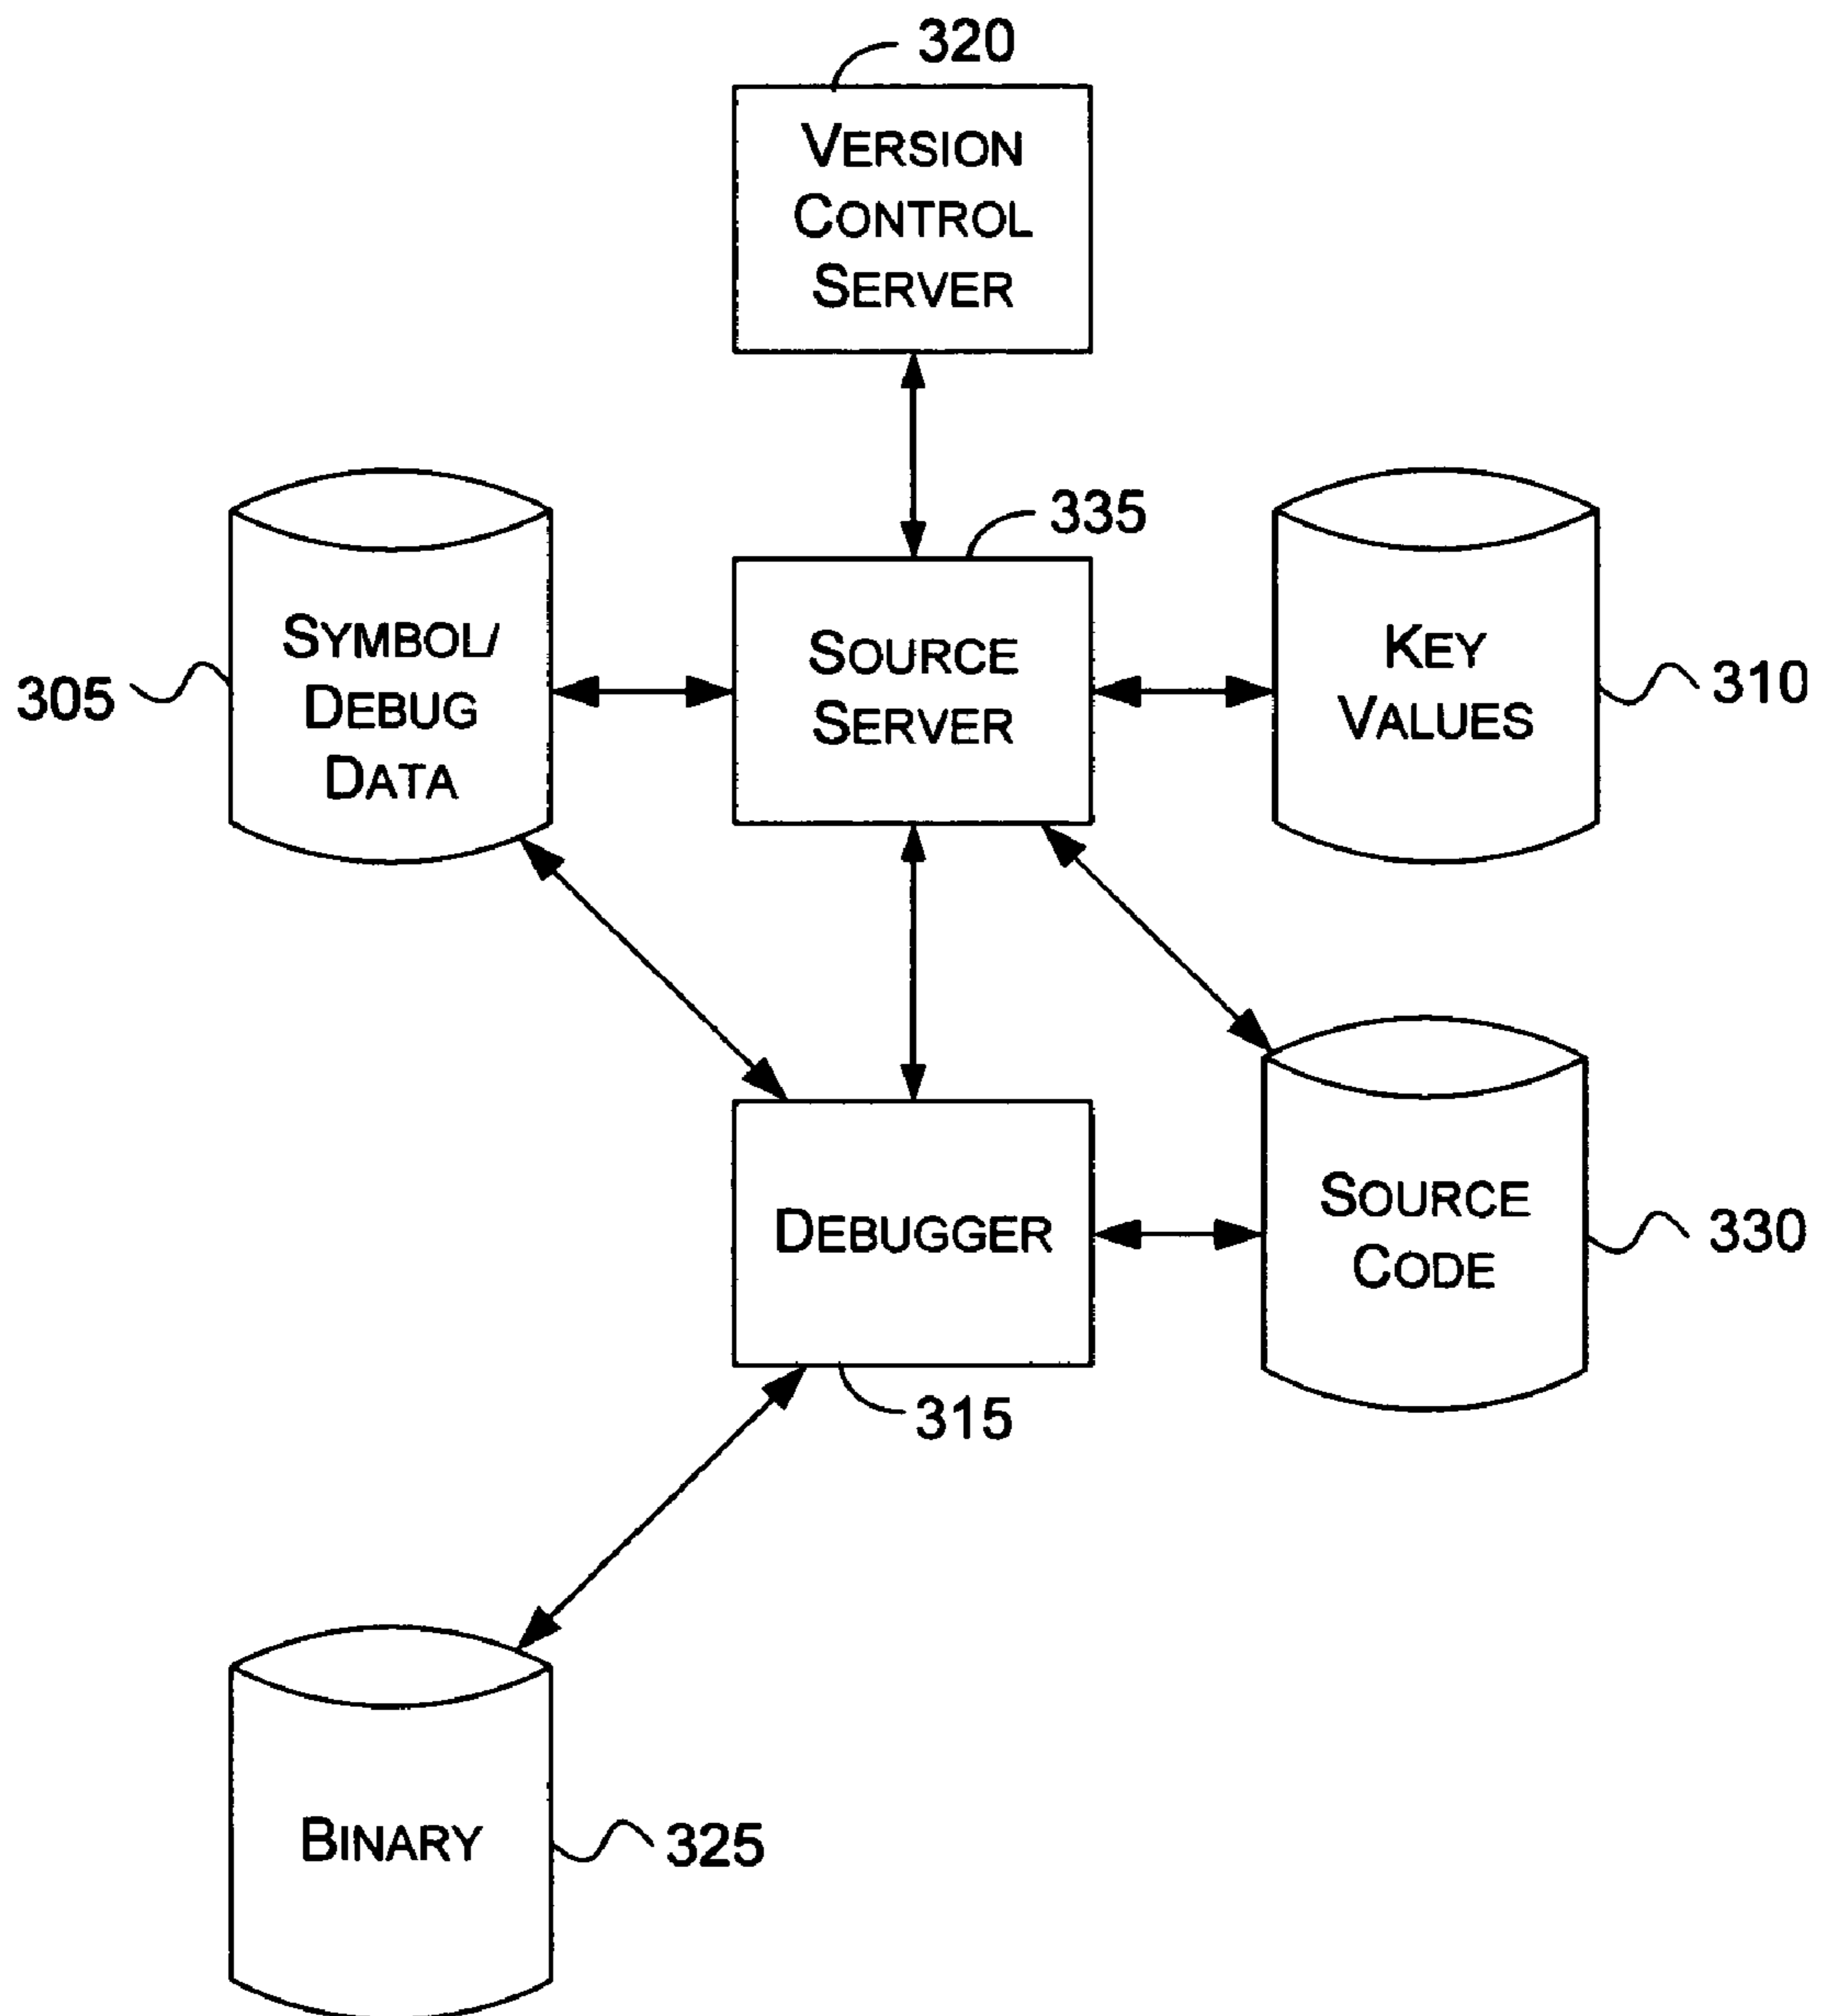 320
VERSION
CONTROL
SERVER
335
SYMBOL/
DEBUG
DATA
305
SOURCE
SERVER
KEY
VALUES
310
DEBUGGER
315
SOURCE
CODE
330
BINARY
325